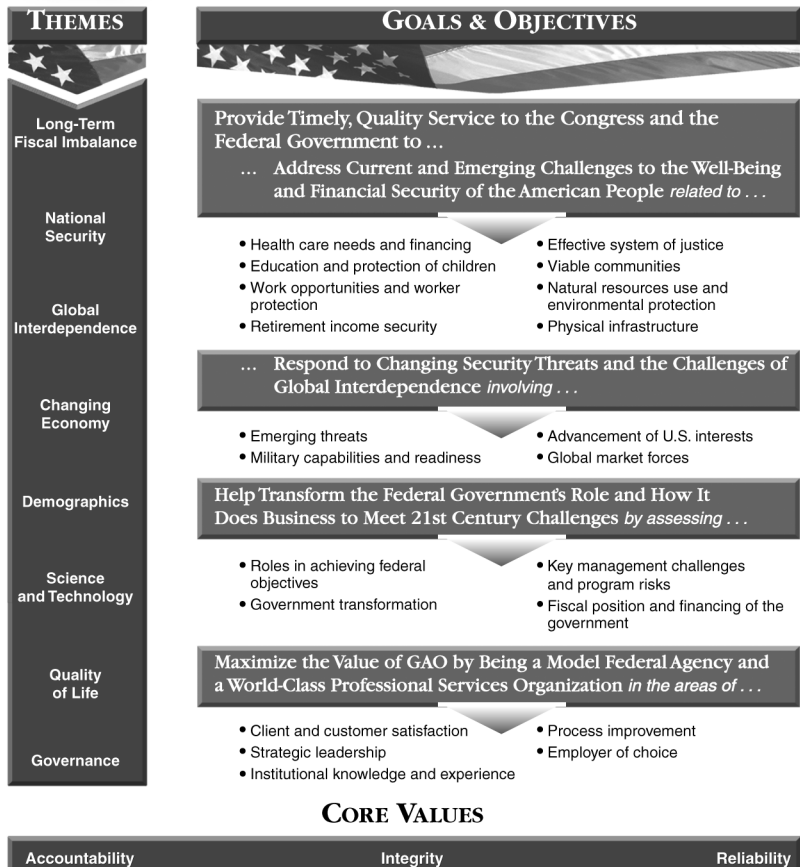 THEMES
Long-Term
Fiscal Imbalance
National
Security
Global
Interdependence
Changing
Economy
Demographics
Science
and Technology
Quality
of Life
Governance
GOALS & OBJECTIVES
Provide Timely, Quality Service to the Congress and the
Federal Government to ...
... Address Current and Emerging Challenges to the Well-Being
and Financial Security of the American People related to . . .
• Health care needs and financing
• Education and protection of children
• Work opportunities and worker
protection
• Retirement income security
• Effective system of justice
• Viable communities
• Natural resources use and
environmental protection
• Physical infrastructure
... Respond to Changing Security Threats and the Challenges of
Global Interdependence involving . . .
• Emerging threats
• Military capabilities and readiness
• Advancement of U.S. interests
• Global market forces
Help Transform the Federal Government's Role and How It
Does Business to Meet 21st Century Challenges by assessing . . .
• Roles in achieving federal
objectives
• Government transformation
• Key management challenges
and program risks
• Fiscal position and financing of the
government
Maximize the Value of GAO by Being a Model Federal Agency and
a World-Class Professional Services Organization in the areas of . . .
• Client and customer satisfaction
• Strategic leadership
• Institutional knowledge and experience
• Process improvement
• Employer of choice
CORE VALUES
Accountability Integrity Reliability